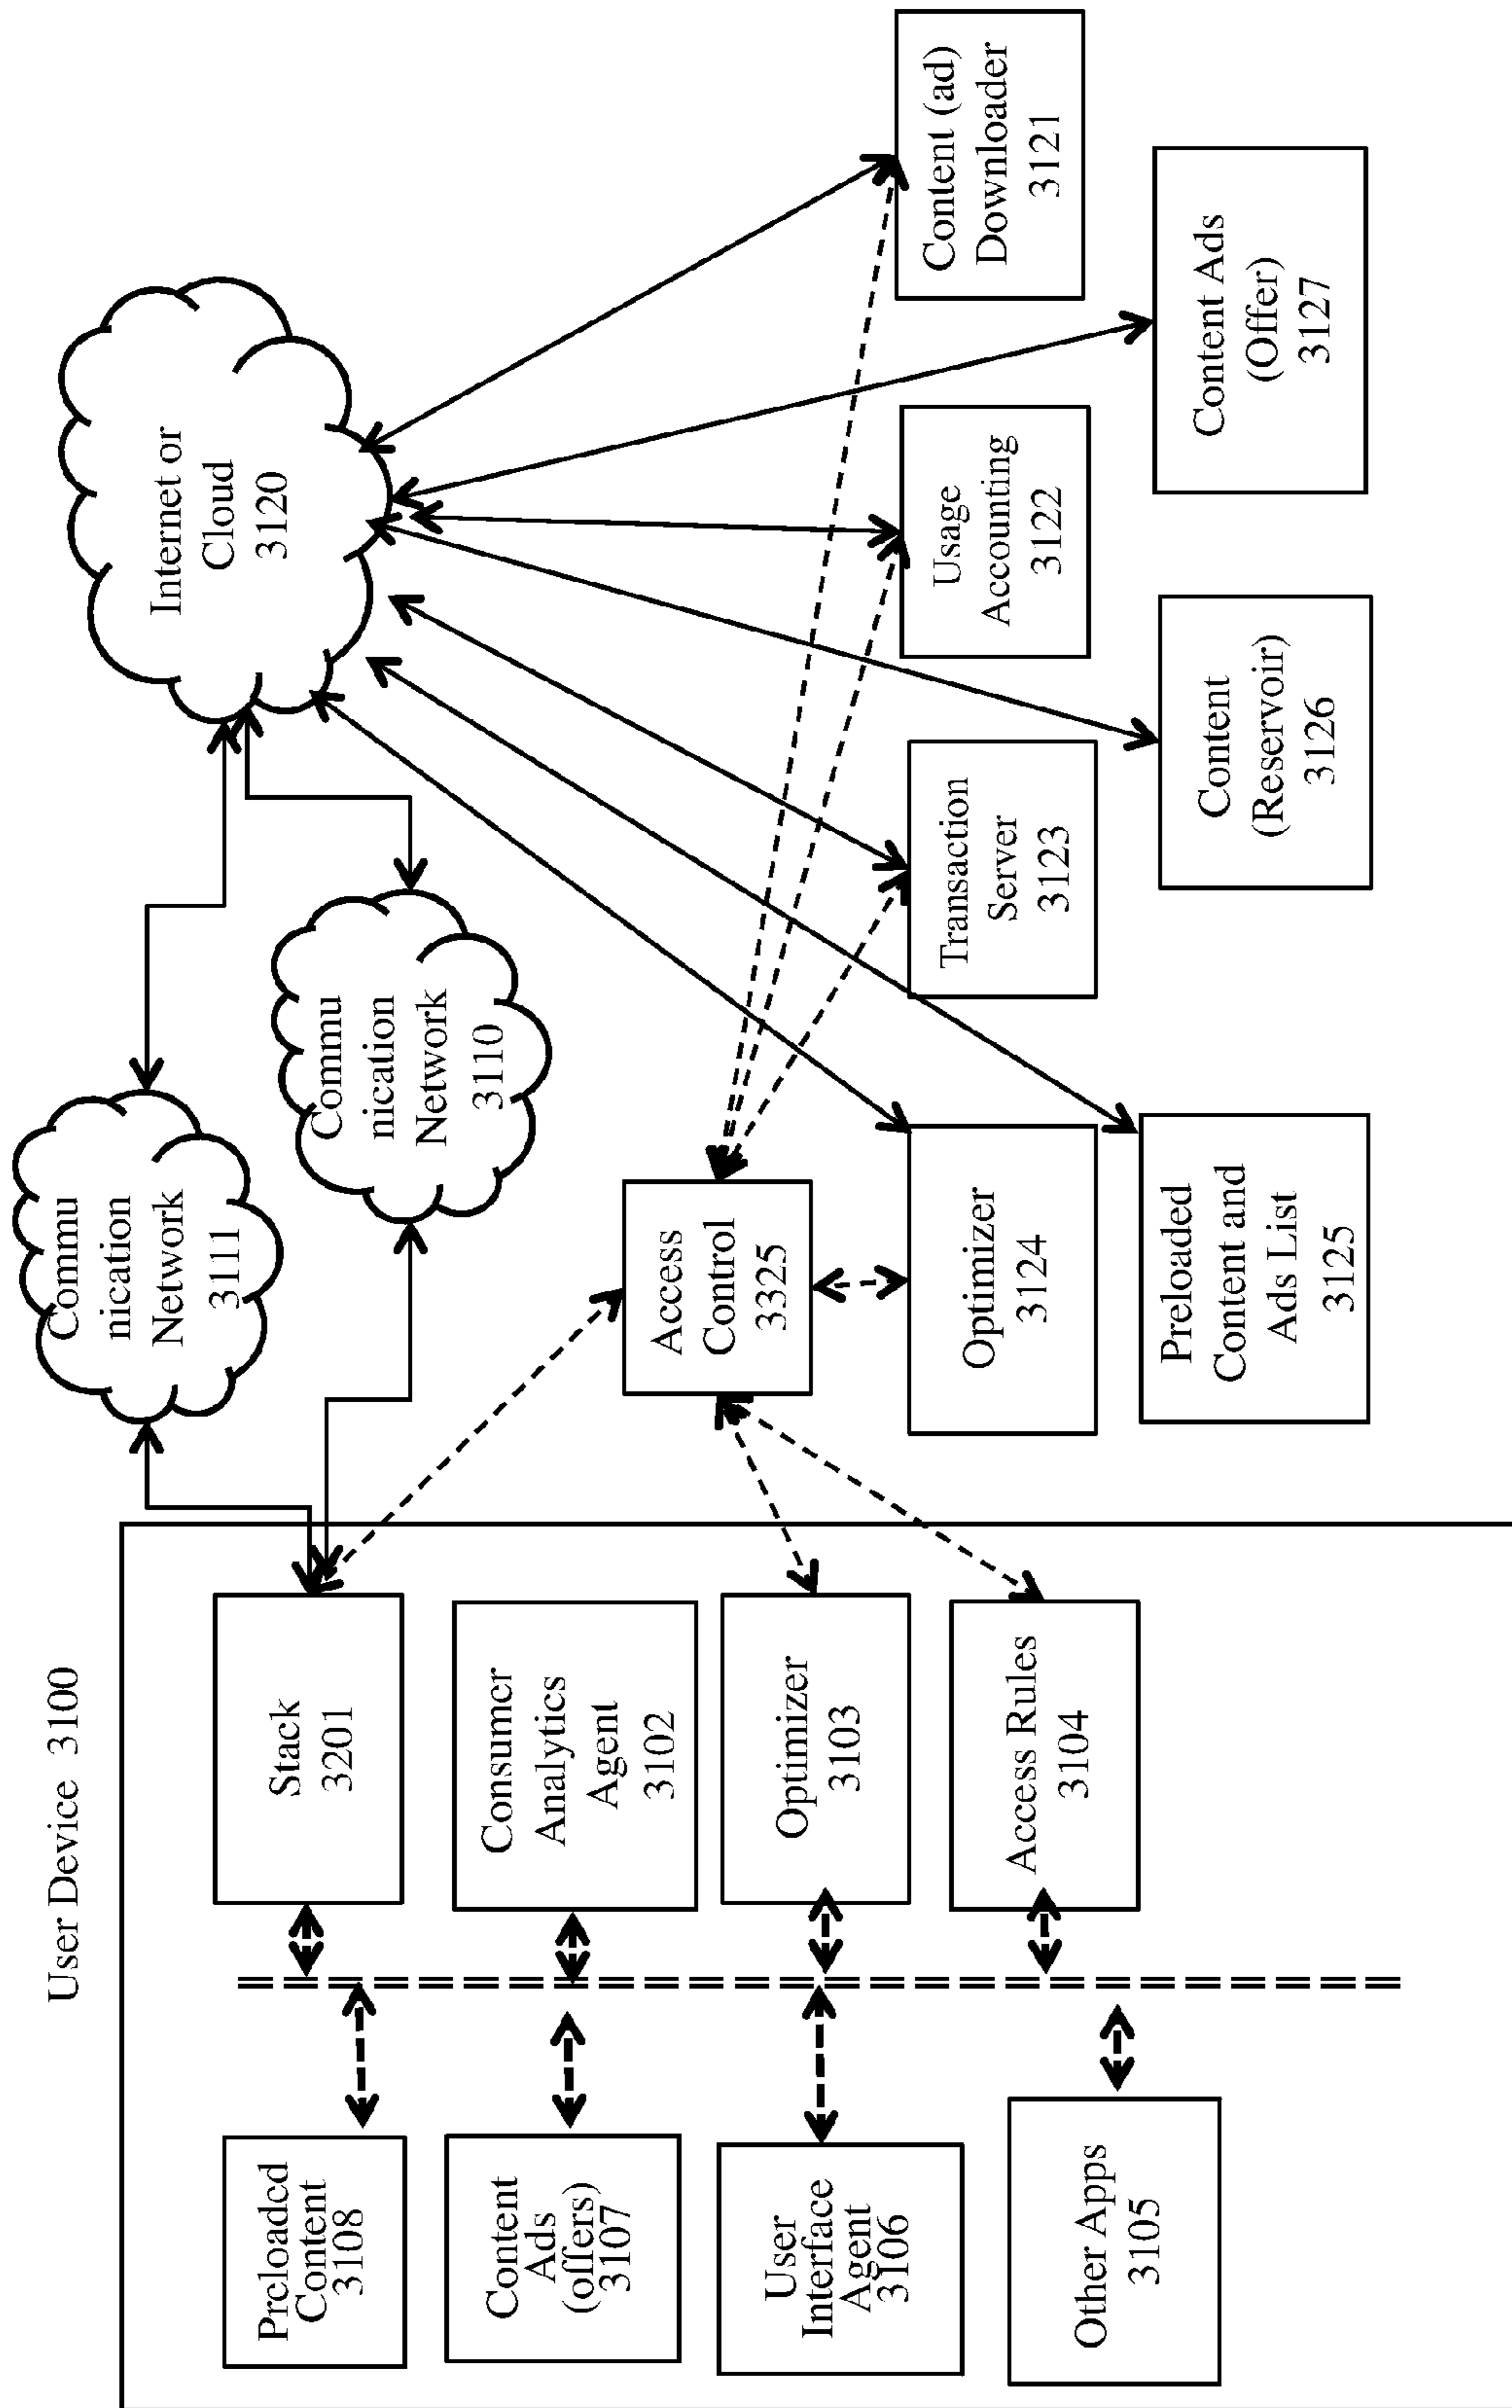 User Device 3100
Preloaded
Content
3108
Content
Ads
(offers)
3107
User
Interface
Agent
3106
Other Apps
3105
Stack
3201
Consumer
Analytics
Agent
3102
Optimizer
3103
Access Rules
3104
Commu
nication
Network
3111
Commu
nication
Network
3110
Access
Control
3325
Internet or
Cloud
3120
Optimizer
3124
Preloaded
Content and
Ads List
3125
Transaction
Server
3123
Content
(Reservoir)
3126
Usage
Accounting
3122
Content Ads
(Offer)
3127
Content (ad)
Downloader
3121